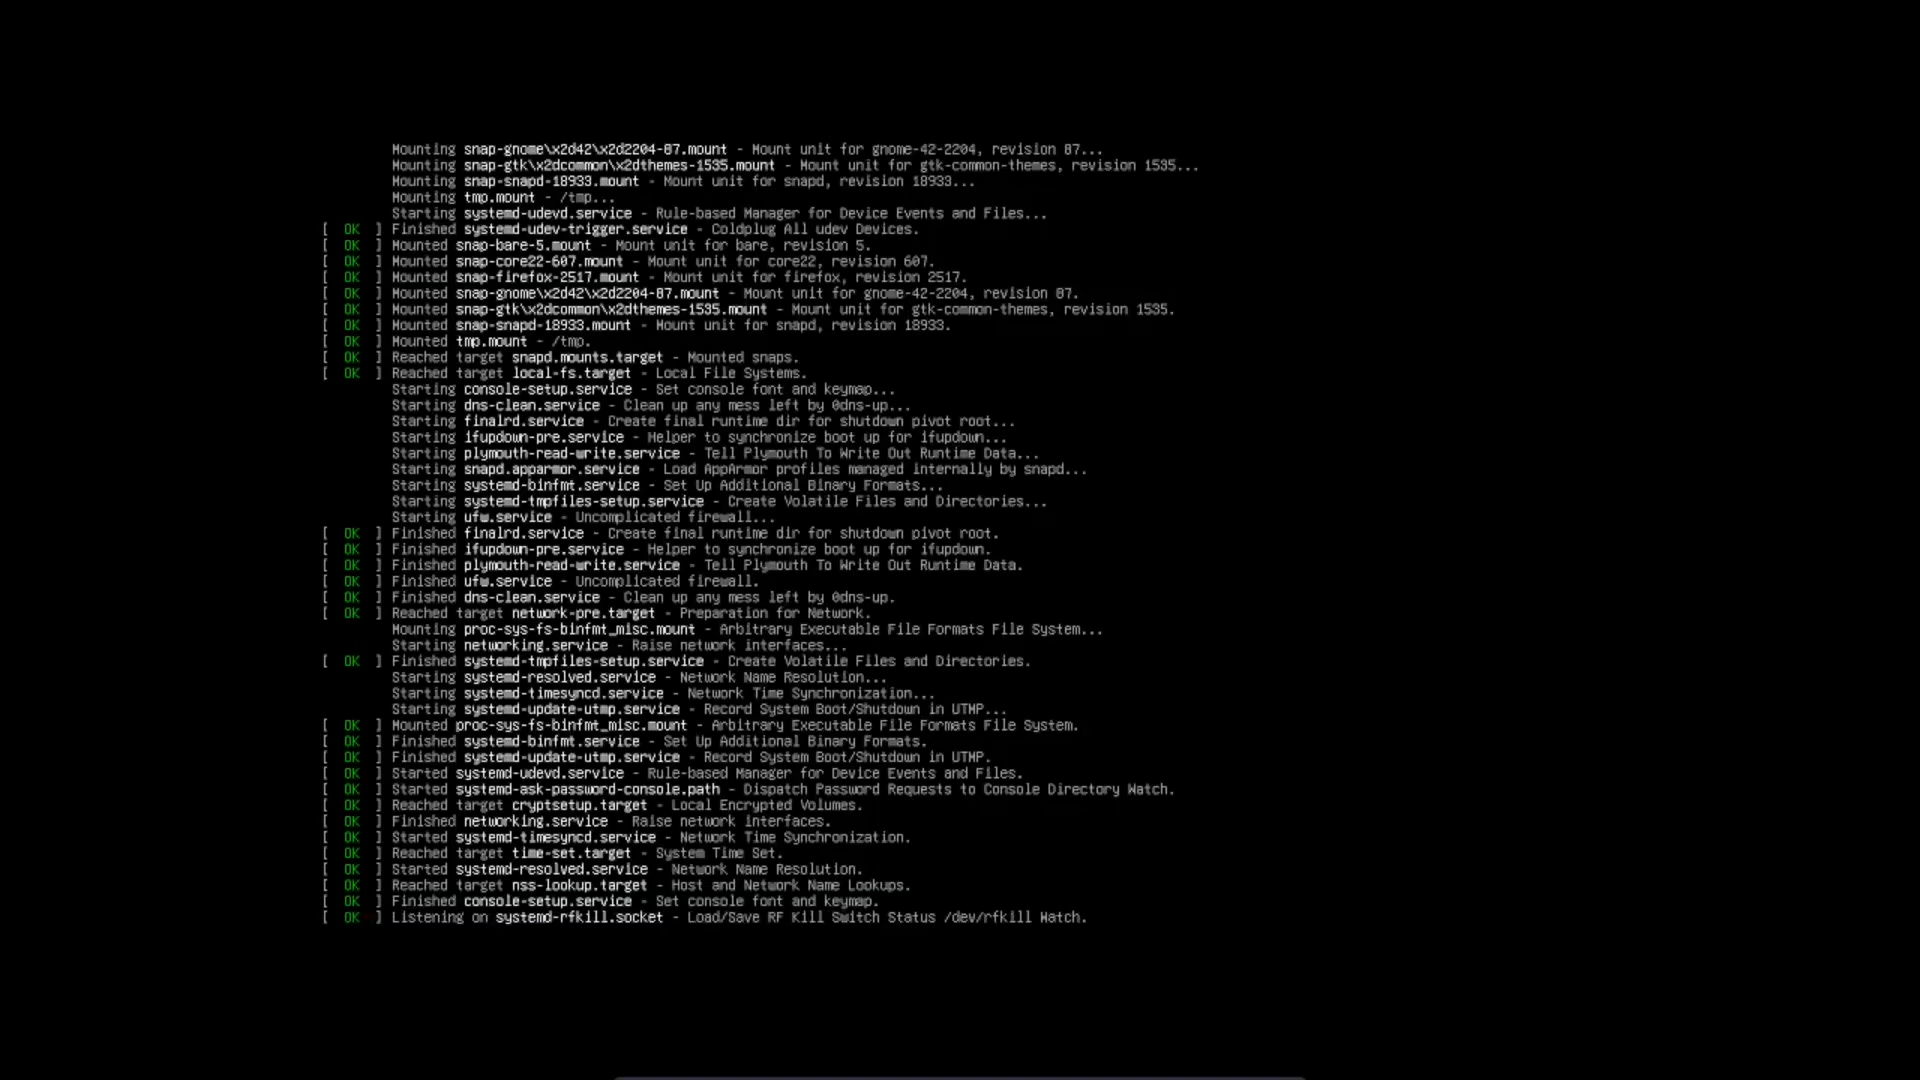 Mounting snap-gnome\x2d42\x2d2204-87.mount - Mount unit for gnome-42-2204, revision 87...
Mounting snap-gtk\x2dcommon\x2dthemes-1535.mount - Mount unit for gtk-common-themes, revision 1535...
Mounting snap-snapd-18933.mount - Mount unit for snapd, revision 18933...
Mounting tmp.mount - /tmp...
Starting systemd-udevd.service - Rule-based Manager for Device Events and Files...
[ OK ] Finished systemd-udev-trigger.service - Coldplug All udev Devices.
[ OK ] Mounted snap-bare-5.mount - Mount unit for bare, revision 5.
[ OK ] Mounted snap-core22-607.mount - Mount unit for core22, revision 607.
[ OK ] Mounted snap-firefox-2517.mount - Mount unit for firefox, revision 2517.
[ OK ] Mounted snap-gnome\x2d42\x2d2204-87.mount - Mount unit for gnome-42-2204, revision 87.
[ OK ] Mounted snap-gtk\x2dcommon\x2dthemes-1535.mount - Mount unit for gtk-common-themes, revision 1535.
[ OK ] Mounted snap-snapd-18933.mount - Mount unit for snapd, revision 18933.
[ OK ] Mounted tmp.mount - /tmp.
[ OK ] Reached target snapd.mounts.target - Mounted snaps.
[ OK ] Reached target local-fs.target - Local File Systems.
Starting console-setup.service - Set console font and keymap...
Starting dns-clean.service - Clean up any mess left by 0dns-up...
Starting finalrd.service - Create final runtime dir for shutdown pivot root...
Starting ifupdown-pre.service - Helper to synchronize boot up for ifupdown...
Starting plymouth-read-write.service - Tell Plymouth To Write Out Runtime Data...
Starting snapd.apparmor.service - Load AppArmor profiles managed internally by snapd...
Starting systemd-binfmt.service - Set Up Additional Binary Formats...
Starting systemd-tmpfiles-setup.service - Create Volatile Files and Directories...
Starting ufw.service - Uncomplicated firewall...
[ OK ] Finished finalrd.service - Create final runtime dir for shutdown pivot root.
[ OK ] Finished ifupdown-pre.service - Helper to synchronize boot up for ifupdown.
[ OK ] Finished plymouth-read-write.service - Tell Plymouth To Write Out Runtime Data.
[ OK ] Finished ufw.service - Uncomplicated firewall.
[ OK ] Finished dns-clean.service - Clean up any mess left by 0dns-up.
[ OK ] Reached target network-pre.target - Preparation for Network.
Mounting proc-sys-fs-binfmt_misc.mount - Arbitrary Executable File Formats File System...
Starting networking.service - Raise network interfaces...
[ OK ] Finished systemd-tmpfiles-setup.service - Create Volatile Files and Directories.
Starting systemd-resolved.service - Network Name Resolution...
Starting systemd-timesyncd.service - Network Time Synchronization...
Starting systemd-update-utmp.service - Record System Boot/Shutdown in UTMP...
[ OK ] Mounted proc-sys-fs-binfmt_misc.mount - Arbitrary Executable File Formats File System.
[ OK ] Finished systemd-binfmt.service - Set Up Additional Binary Formats.
[ OK ] Finished systemd-update-utmp.service - Record System Boot/Shutdown in UTMP.
[ OK ] Started systemd-udevd.service - Rule-based Manager for Device Events and Files.
[ OK ] Started systemd-ask-password-console.path - Dispatch Password Requests to Console Directory Watch.
[ OK ] Reached target cryptsetup.target - Local Encrypted Volumes.
[ OK ] Finished networking.service - Raise network interfaces.
[ OK ] Started systemd-timesyncd.service - Network Time Synchronization.
[ OK ] Reached target time-set.target - System Time Set.
[ OK ] Started systemd-resolved.service - Network Name Resolution.
[ OK ] Reached target nss-lookup.target - Host and Network Name Lookups.
[ OK ] Finished console-setup.service - Set console font and keymap.
[ OK ] Listening on systemd-rfkill.socket - Load/Save RF Kill Switch Status /dev/rfkill Watch.